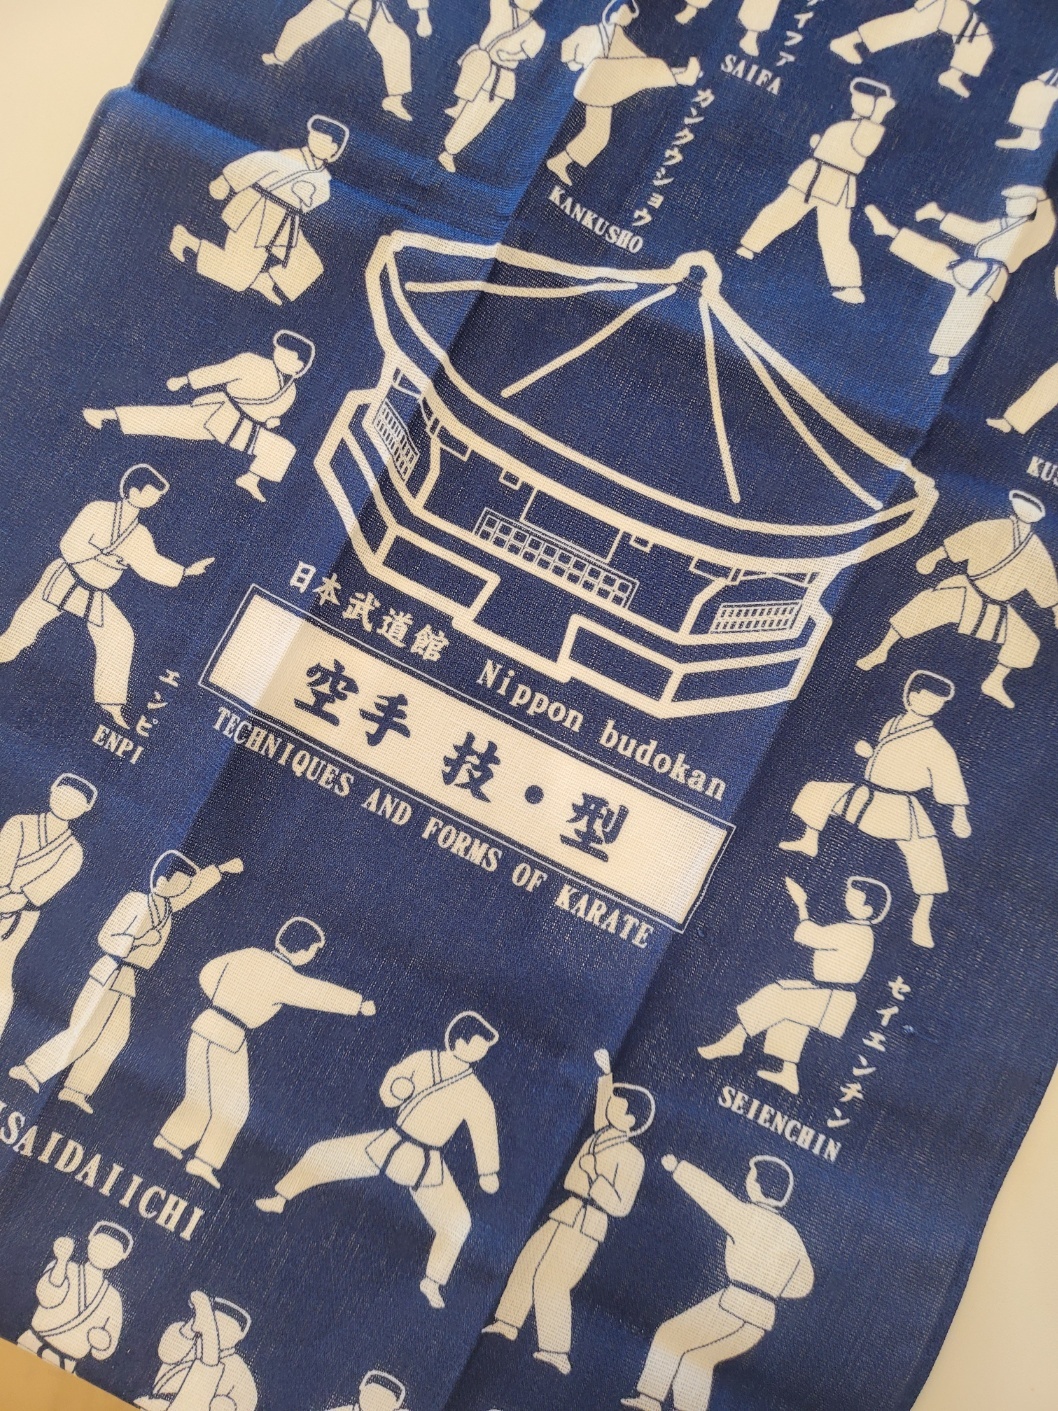 イファ
SAIFA
カンクウショウ
KANKUSHO
日本武道館 Nippon budokan
空手 技・型
TECHNIQUES AND FORMS OF KARATE
エンピ
ENPI
セイエンチン
SEIENCHIN
SAIDAIICHI